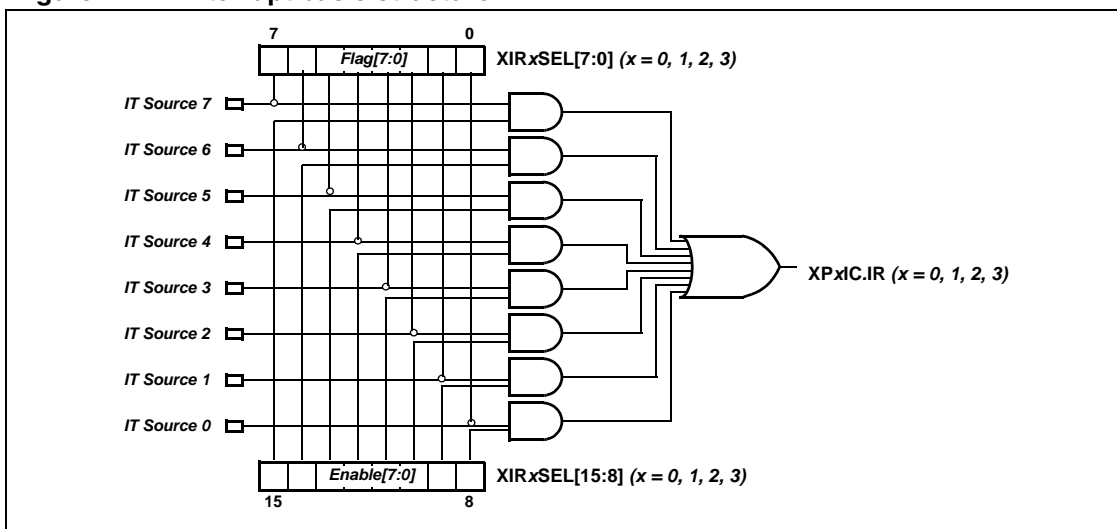 7 0
Flag[7:0] XIRxSEL[7:0] (x = 0, 1, 2, 3)
IT Source 7
IT Source 6
IT Source 5
IT Source 4
IT Source 3
XPxIC.IR (x = 0, 1, 2, 3)
IT Source 2
IT Source 1
IT Source 0
Enable[7:0] XIRxSEL[15:8] (x = 0, 1, 2, 3)
15 8